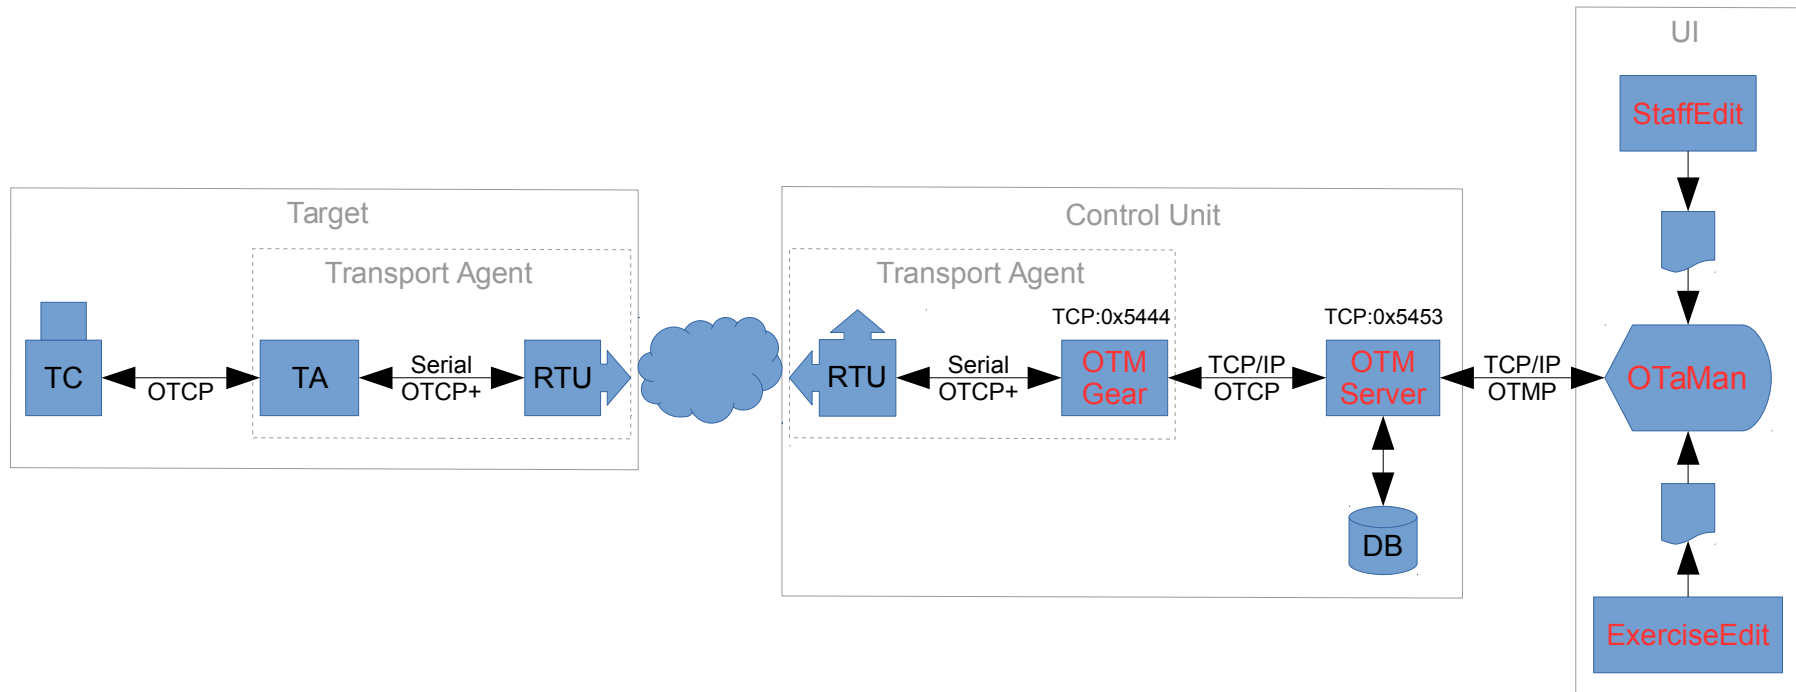 UI
StaffEdit
Target
Control Unit
Transport Agent
Transport Agent
TCP:0x5444
TCP:0x5453
TC
OTCP
TA
Serial
OTCP+
RTU
RTU
Serial
OTCP+
OTM
Gear
TCP/IP
OTCP
OTM
Server
TCP/IP
OTMP
OTaMan
DB
ExerciseEdit